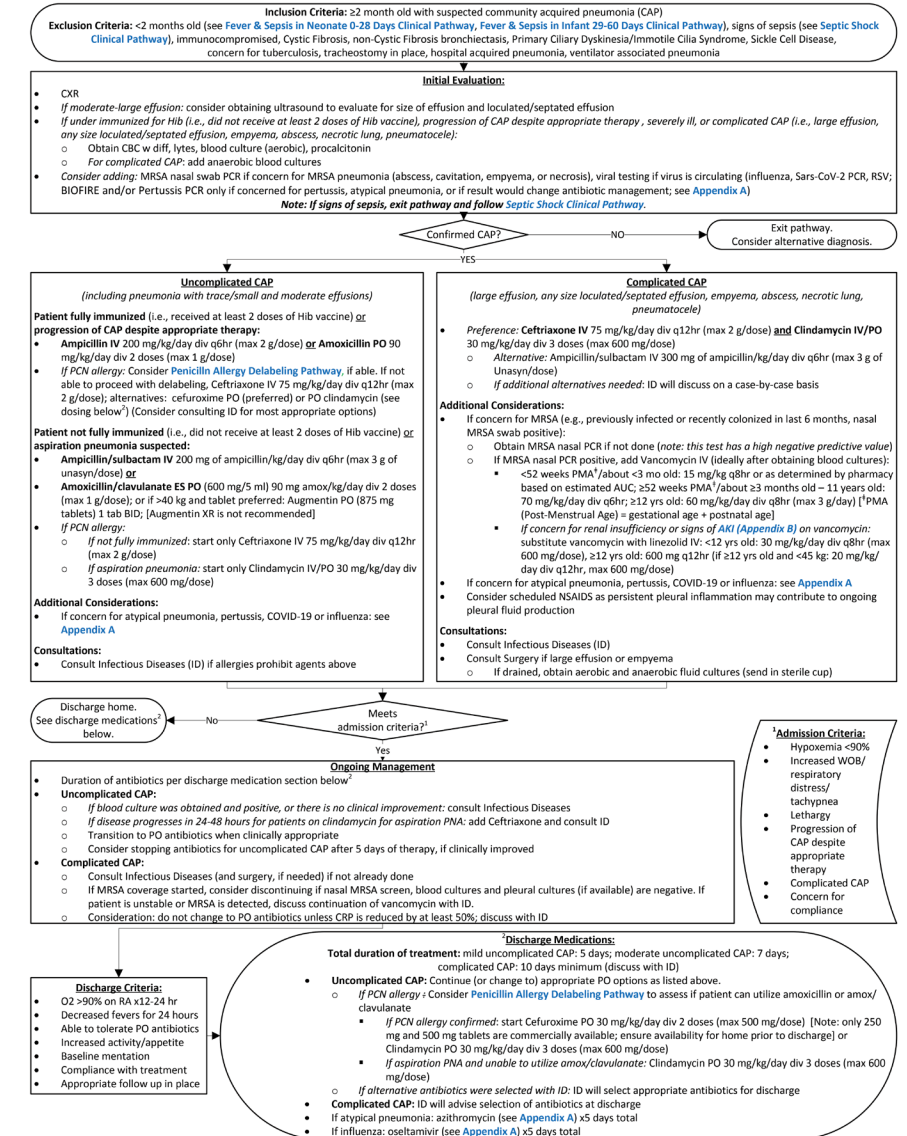 Inclusion Criteria: ≥2 month old with suspected community acquired pneumonia (CAP)
Exclusion Criteria: <2 months old (see Fever & Sepsis in Neonate 0-28 Days Clinical Pathway, Fever & Sepsis in Infant 29-60 Days Clinical Pathway), signs of sepsis (see Septic Shock
Clinical Pathway), immunocompromised, Cystic Fibrosis, non-Cystic Fibrosis bronchiectasis, Primary Ciliary Dyskinesia/Immotile Cilia Syndrome, Sickle Cell Disease,
concern for tuberculosis, tracheostomy in place, hospital acquired pneumonia, ventilator associated pneumonia
Initial Evaluation:
• CXR
• If moderate-large effusion: consider obtaining ultrasound to evaluate for size of effusion and loculated/septated effusion
• If under immunized for Hib (i.e., did not receive at least 2 doses of Hib vaccine), progression of CAP despite appropriate therapy , severely ill, or complicated CAP (i.e., large effusion,
any size loculated/septated effusion, empyema, abscess, necrotic lung, pneumatocele):
o Obtain CBC w diff, lytes, blood culture (aerobic), procalcitonin
o For complicated CAP: add anaerobic blood cultures
• Consider adding: MRSA nasal swab PCR if concern for MRSA pneumonia (abscess, cavitation, empyema, or necrosis), viral testing if virus is circulating (influenza, Sars-CoV-2 PCR, RSV;
BIOFIRE and/or Pertussis PCR only if concerned for pertussis, atypical pneumonia, or if result would change antibiotic management; see Appendix A)
Note: If signs of sepsis, exit pathway and follow Septic Shock Clinical Pathway.
Confirmed CAP?
NO
Exit pathway.
Consider alternative diagnosis.
YES
Uncomplicated CAP
(including pneumonia with trace/small and moderate effusions)
Patient fully immunized (i.e., received at least 2 doses of Hib vaccine) or
progression of CAP despite appropriate therapy:
• Ampicillin IV 200 mg/kg/day div q6hr (max 2 g/dose) or Amoxicillin PO 90
mg/kg/day div 2 doses (max 1 g/dose)
• If PCN allergy: Consider Penicilln Allergy Delabeling Pathway, if able. If not
able to proceed with delabeling, Ceftriaxone IV 75 mg/kg/day div q12hr (max
2 g/dose); alternatives: cefuroxime PO (preferred) or PO clindamycin (see
dosing below2) (Consider consulting ID for most appropriate options)
Patient not fully immunized (i.e., did not receive at least 2 doses of Hib vaccine) or
aspiration pneumonia suspected:
• Ampicillin/sulbactam IV 200 mg of ampicillin/kg/day div q6hr (max 3 g of
unasyn/dose) or
• Amoxicillin/clavulanate ES PO (600 mg/5 ml) 90 mg amox/kg/day div 2 doses
(max 1 g/dose); or if >40 kg and tablet preferred: Augmentin PO (875 mg
tablets) 1 tab BID; [Augmentin XR is not recommended]
• If PCN allergy:
o If not fully immunized: start only Ceftriaxone IV 75 mg/kg/day div q12hr
(max 2 g/dose)
o If aspiration pneumonia: start only Clindamycin IV/PO 30 mg/kg/day div
3 doses (max 600 mg/dose)
Additional Considerations:
• If concern for atypical pneumonia, pertussis, COVID-19 or influenza: see
Appendix A
Consultations:
• Consult Infectious Diseases (ID) if allergies prohibit agents above
Complicated CAP
(large effusion, any size loculated/septated effusion, empyema, abscess, necrotic lung,
pneumatocele)
• Preference: Ceftriaxone IV 75 mg/kg/day div q12hr (max 2 g/dose) and Clindamycin IV/PO
30 mg/kg/day div 3 doses (max 600 mg/dose)
o Alternative: Ampicillin/sulbactam IV 300 mg of ampicillin/kg/day div q6hr (max 3 g of
Unasyn/dose)
o If additional alternatives needed: ID will discuss on a case-by-case basis
Additional Considerations:
• If concern for MRSA (e.g., previously infected or recently colonized in last 6 months, nasal
MRSA swab positive):
o Obtain MRSA nasal PCR if not done (note: this test has a high negative predictive value)
o If MRSA nasal PCR positive, add Vancomycin IV (ideally after obtaining blood cultures):
▪ <52 weeks PMA‡/about <3 mo old: 15 mg/kg q8hr or as determined by pharmacy
based on estimated AUC; ≥52 weeks PMA‡/about ≥3 months old – 11 years old:
70 mg/kg/day div q6hr; ≥12 yrs old: 60 mg/kg/day div q8hr (max 3 g/day) [‡PMA
(Post-Menstrual Age) = gestational age + postnatal age]
▪ If concern for renal insufficiency or signs of AKI (Appendix B) on vancomycin:
substitute vancomycin with linezolid IV: <12 yrs old: 30 mg/kg/day div q8hr (max
600 mg/dose), ≥12 yrs old: 600 mg q12hr (if ≥12 yrs old and <45 kg: 20 mg/kg/
day div q12hr, max 600 mg/dose)
• If concern for atypical pneumonia, pertussis, COVID-19 or influenza: see Appendix A
• Consider scheduled NSAIDS as persistent pleural inflammation may contribute to ongoing
pleural fluid production
Consultations:
• Consult Infectious Diseases (ID)
• Consult Surgery if large effusion or empyema
o If drained, obtain aerobic and anaerobic fluid cultures (send in sterile cup)
Discharge home.
See discharge medications2
below.
No
Meets
admission criteria?1
Yes
1Admission Criteria:
• Hypoxemia <90%
• Increased WOB/
respiratory
distress/
tachypnea
• Lethargy
• Progression of
CAP despite
appropriate
therapy
• Complicated CAP
• Concern for
compliance
Ongoing Management
• Duration of antibiotics per discharge medication section below2
• Uncomplicated CAP:
o If blood culture was obtained and positive, or there is no clinical improvement: consult Infectious Diseases
o If disease progresses in 24-48 hours for patients on clindamycin for aspiration PNA: add Ceftriaxone and consult ID
o Transition to PO antibiotics when clinically appropriate
o Consider stopping antibiotics for uncomplicated CAP after 5 days of therapy, if clinically improved
• Complicated CAP:
o Consult Infectious Diseases (and surgery, if needed) if not already done
o If MRSA coverage started, consider discontinuing if nasal MRSA screen, blood cultures and pleural cultures (if available) are negative. If
patient is unstable or MRSA is detected, discuss continuation of vancomycin with ID.
o Consideration: do not change to PO antibiotics unless CRP is reduced by at least 50%; discuss with ID
Discharge Criteria:
• O2 >90% on RA x12-24 hr
• Decreased fevers for 24 hours
• Able to tolerate PO antibiotics
• Increased activity/appetite
• Baseline mentation
• Compliance with treatment
• Appropriate follow up in place
2Discharge Medications:
Total duration of treatment: mild uncomplicated CAP: 5 days; moderate uncomplicated CAP: 7 days;
complicated CAP: 10 days minimum (discuss with ID)
• Uncomplicated CAP: Continue (or change to) appropriate PO options as listed above.
o If PCN allergy : Consider Penicillin Allergy Delabeling Pathway to assess if patient can utilize amoxicillin or amox/
clavulanate
▪ If PCN allergy confirmed: start Cefuroxime PO 30 mg/kg/day div 2 doses (max 500 mg/dose) [Note: only 250
mg and 500 mg tablets are commercially available; ensure availability for home prior to discharge] or
Clindamycin PO 30 mg/kg/day div 3 doses (max 600 mg/dose)
▪ If aspiration PNA and unable to utilize amox/clavulanate: Clindamycin PO 30 mg/kg/day div 3 doses (max 600
mg/dose)
o If alternative antibiotics were selected with ID: ID will select appropriate antibiotics for discharge
• Complicated CAP: ID will advise selection of antibiotics at discharge
• If atypical pneumonia: azithromycin (see Appendix A) x5 days total
• If influenza: oseltamivir (see Appendix A) x5 days total